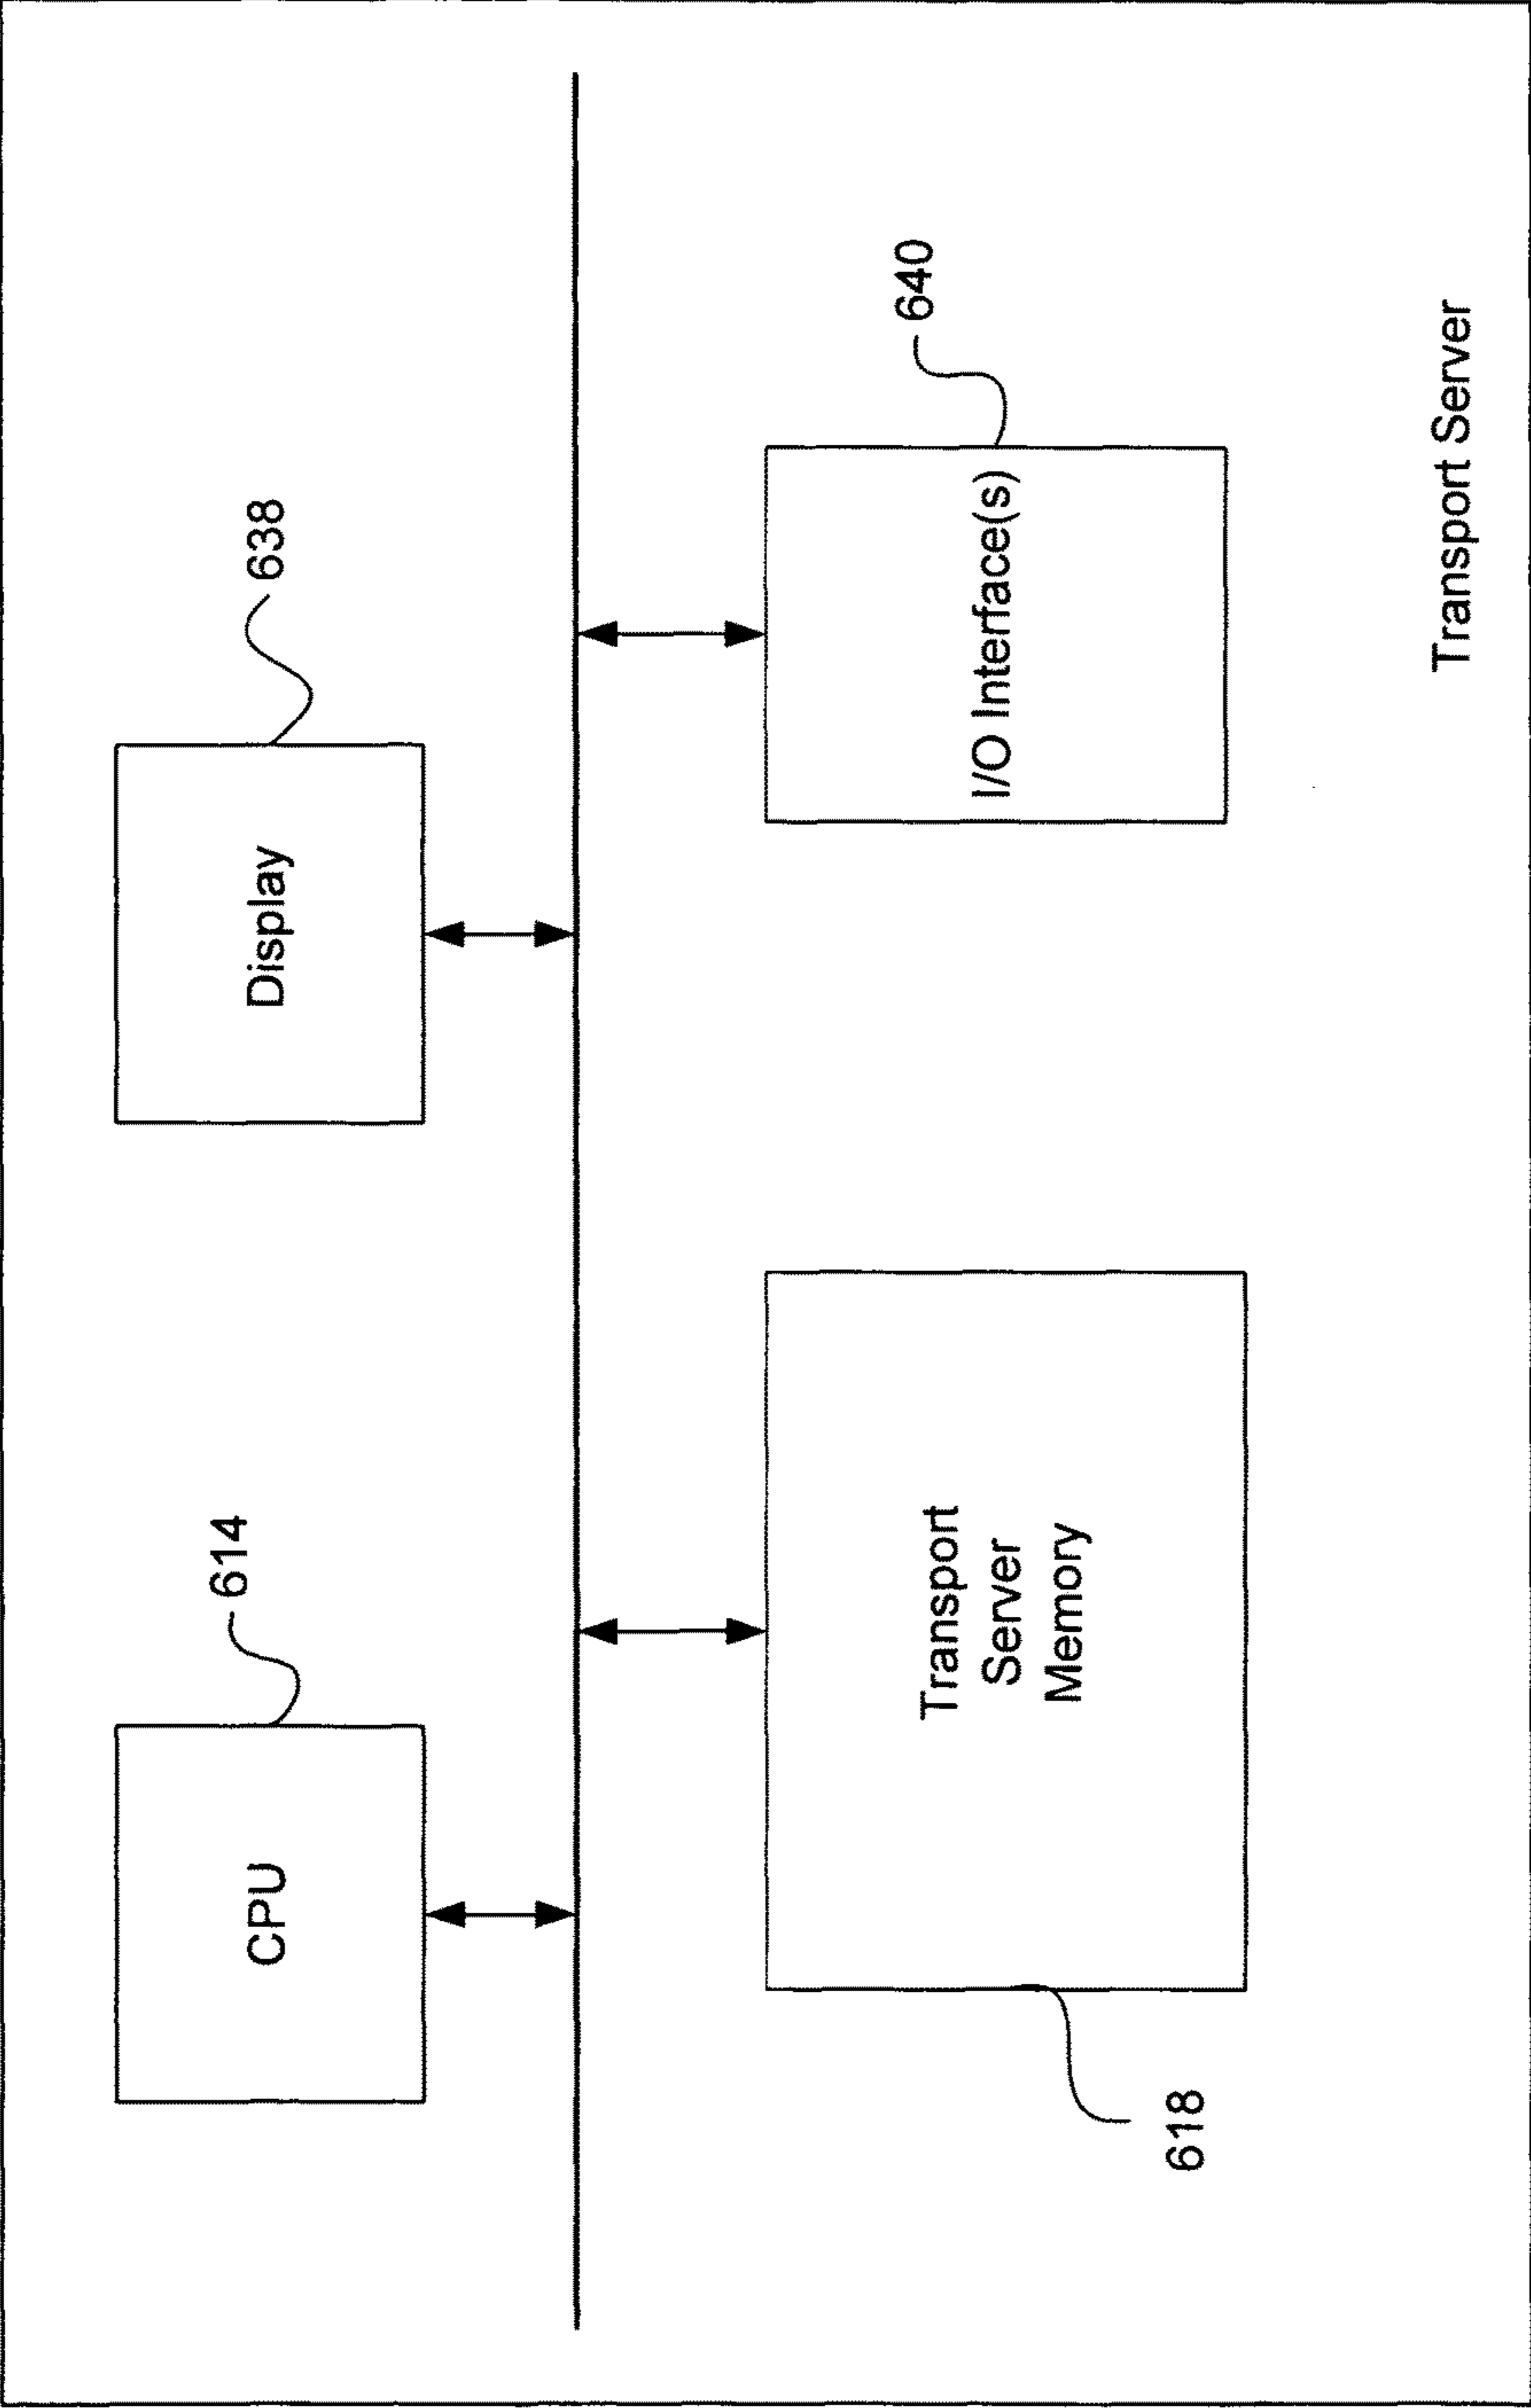 614
638
CPU
Display
640
Transport
Server
Memory
I/O Interface(s)
618
Transport Server